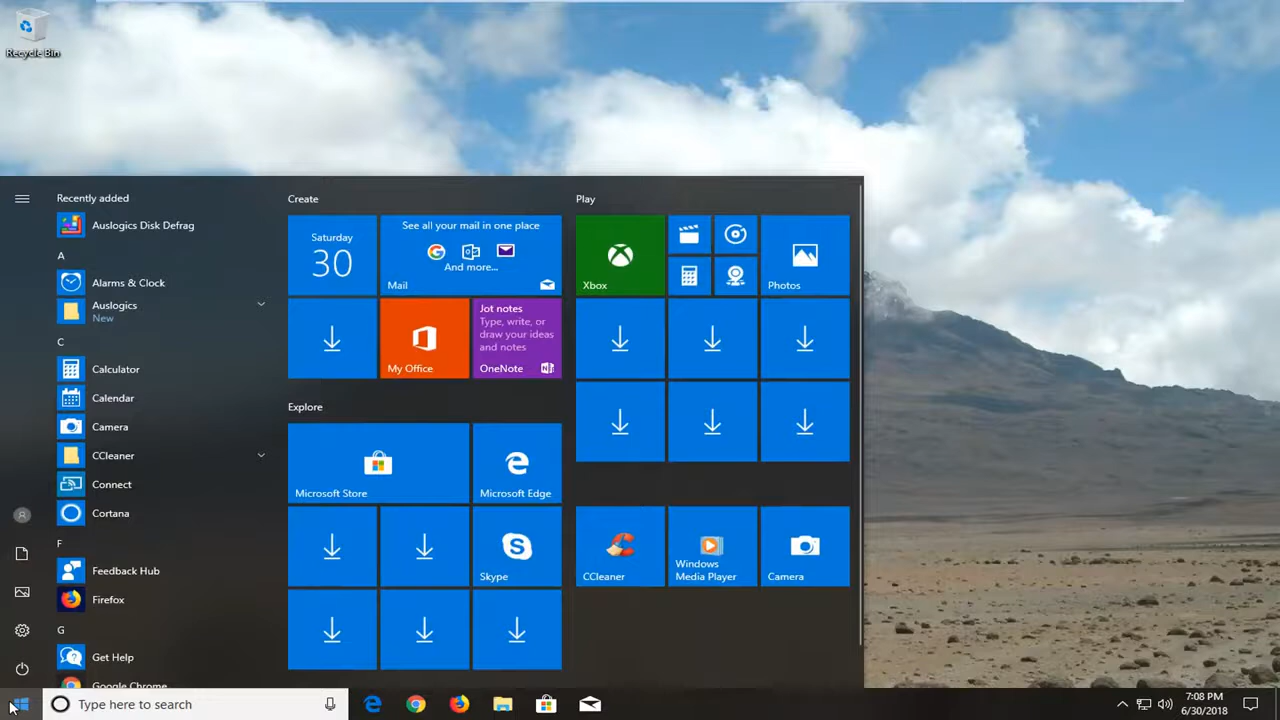 Recycle Bin
Recently added
Auslogics Disk Defrag
A
Alarms & Clock
Auslogics
New
C
Calculator
Calendar
Camera
CCleaner
Connect
Cortana
F
Feedback Hub
Firefox
G
Get Help
Google Chrome
Create
Saturday
30
See all your mail in one place
And more...
Mail
My Office
Jot notes
Type, write, or
draw your ideas
and notes
OneNote
Explore
Microsoft Store
Microsoft Edge
Skype
Play
Xbox
Photos
CCleaner
Windows
Media Player
Camera
Type here to search
7:08 PM
6/30/2018